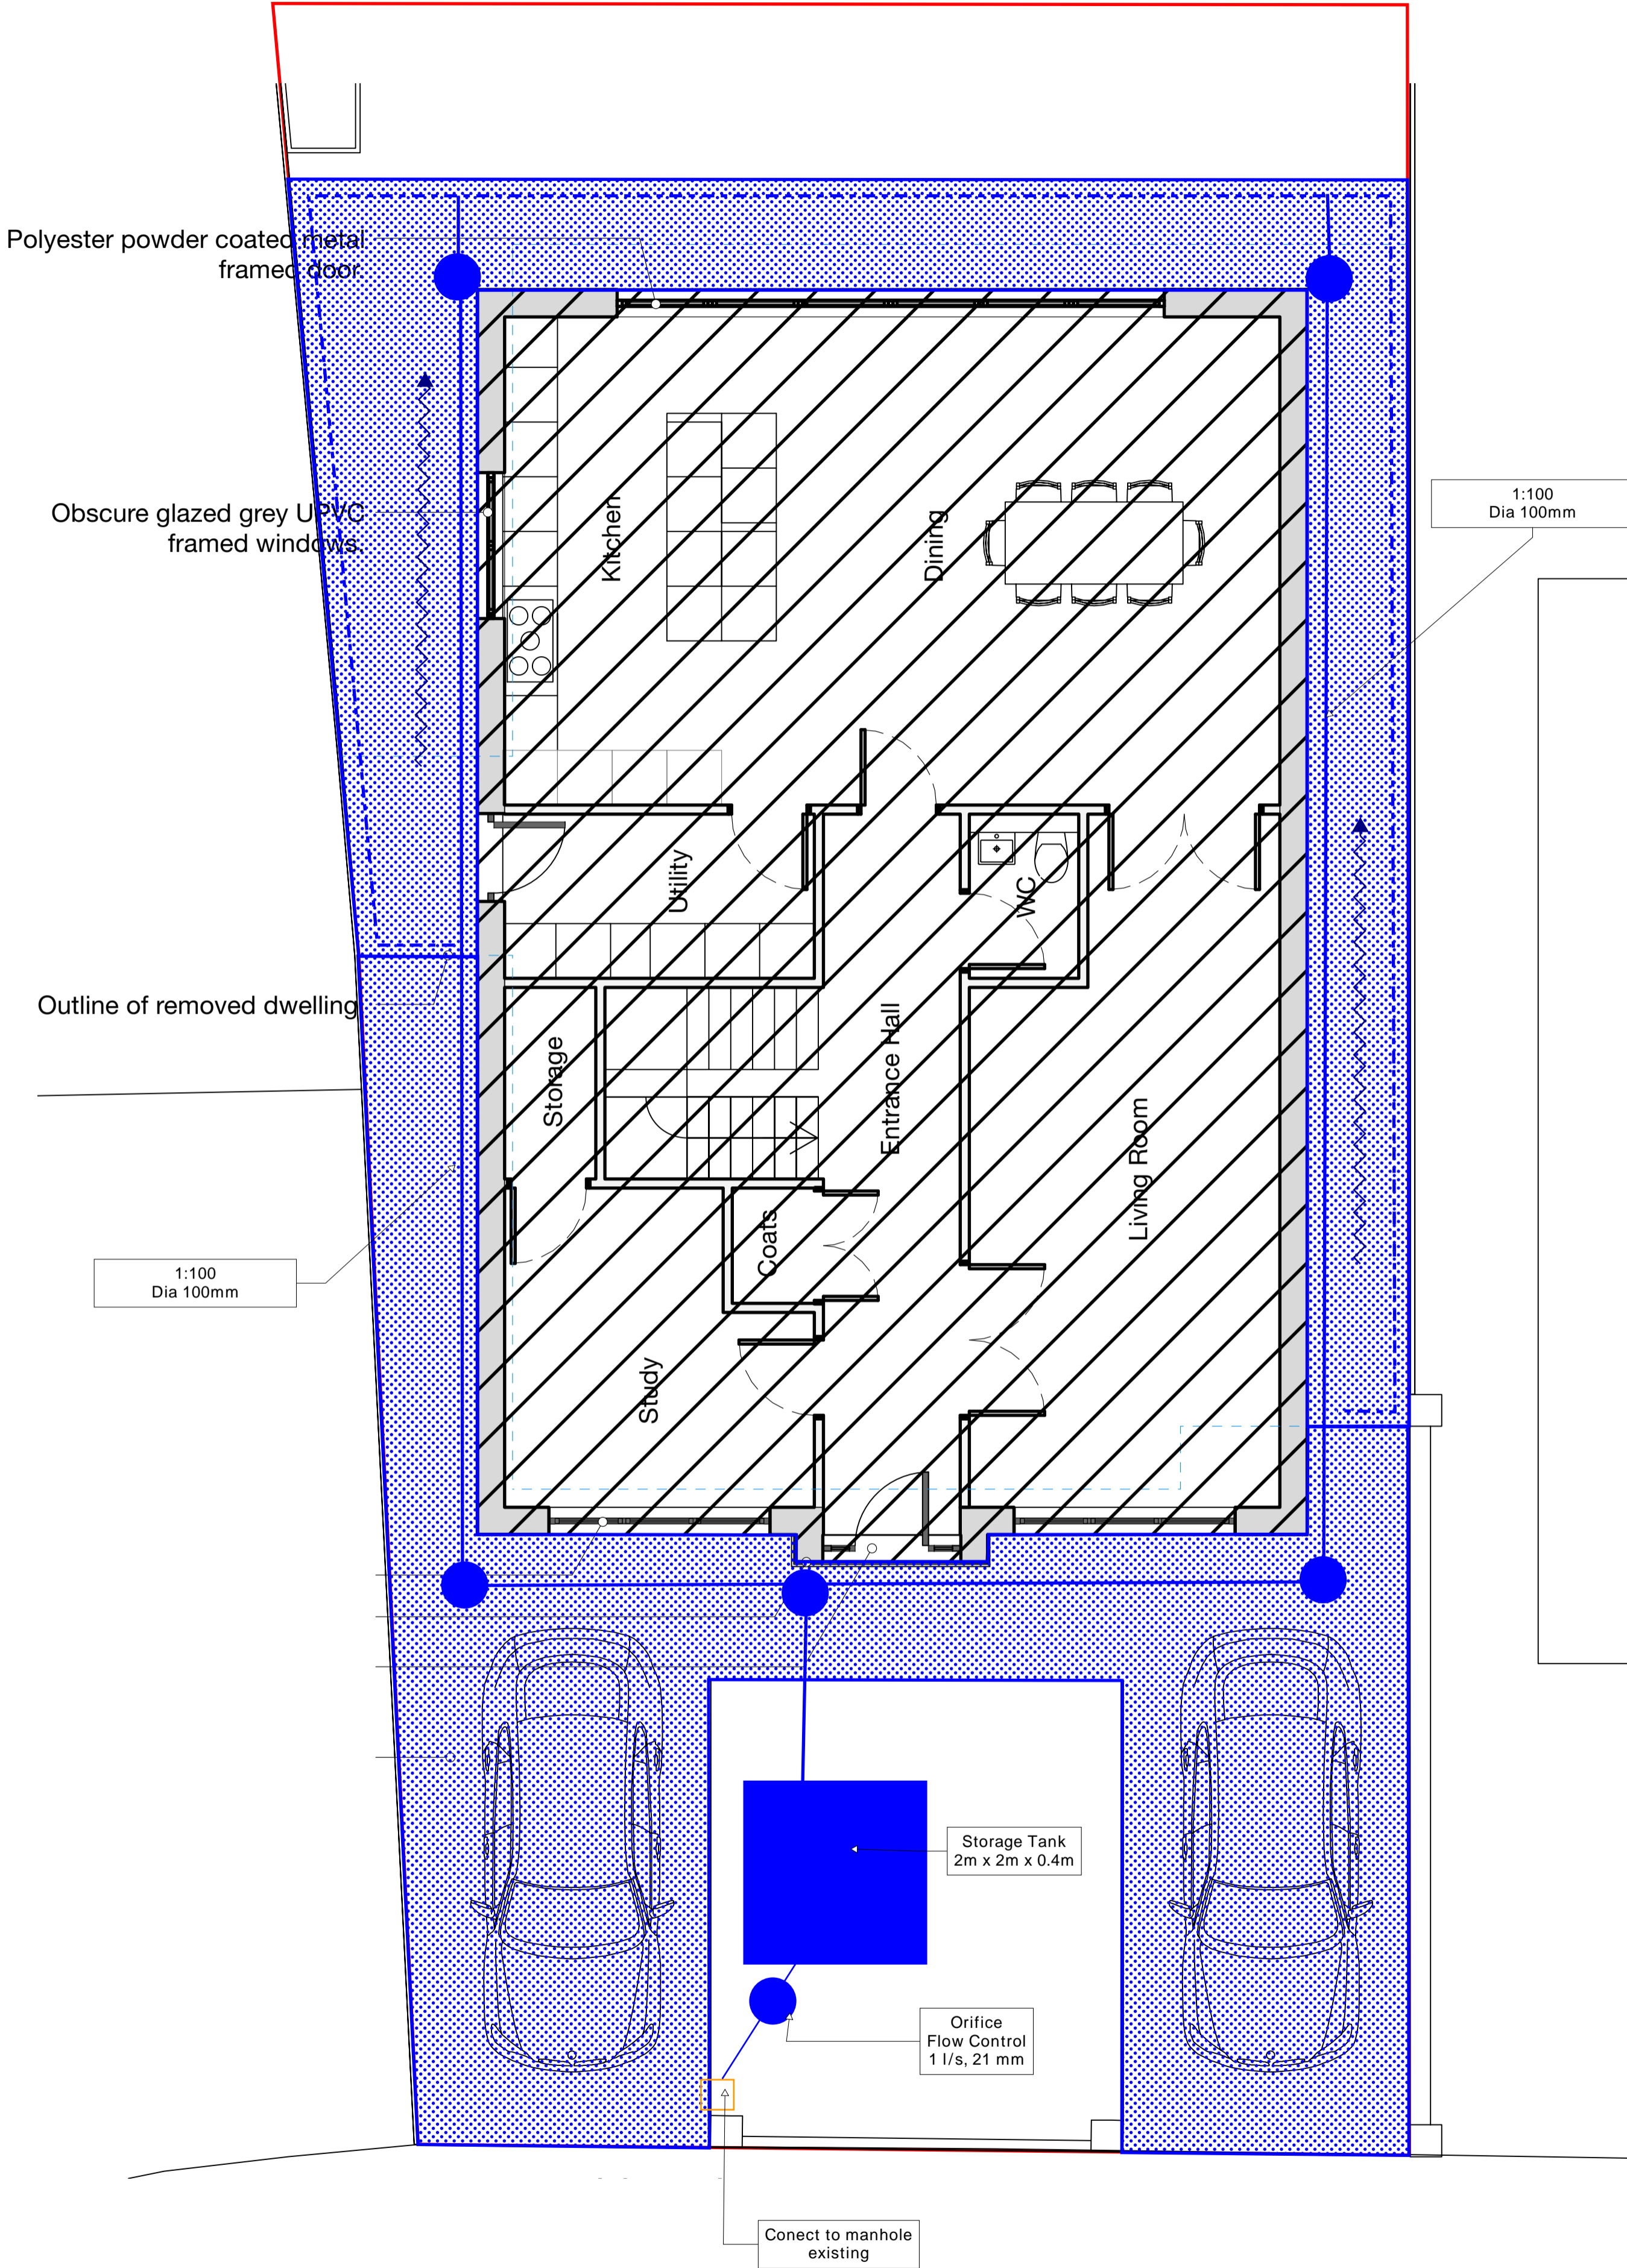 Polyester powder coated metal
framed door.
Obscure glazed grey UPVC
framed windows.
1:100
Dia 100mm
Kitchen
Dining
Utility
WC
Outline of removed dwelling
Storage
Entrance Hall
Living Room
Coats
1:100
Dia 100mm
Study
Storage Tank
2m x 2m x 0.4m
Orifice
Flow Control
1 l/s, 21 mm
Conect to manhole
existing